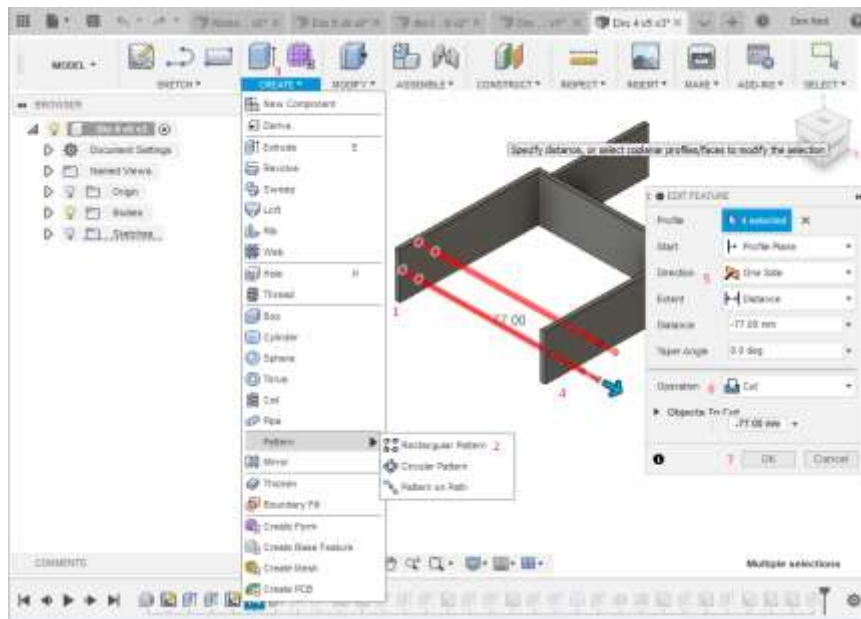 MODEL
SKETCH
CREATE
MODIFY
ASSEMBLE
CONSTRUCT
INSPECT
INSERT
MAKE
ADD-INS
SELECT
BROWSER
Document Settings
Named Views
Origin
Bodies
Sketches
New Component
Derive
Extrude E
Revolve
Sweep
Loft
Rib
Web
Hole H
Thread
Box
Cylinder
Sphere
Torus
Coil
Pipe
Pattern
Rectangular Pattern 2
Circular Pattern
Pattern on Path
Mirror
Thicken
Boundary Fill
Create Form
Create Base Feature
Create Mesh
Create PCB
Specify distance, or select coplanar profiles/faces to modify the selection
1
77.00
4
EDIT FEATURE
Profile 4 selected
Start Profile Plane
Direction 5 One Side
Extent Distance
Distance -77.00 mm
Taper Angle 0.0 deg
Operation 6 Cut
Objects To Cut
-77.00 mm
7 OK Cancel
COMMENTS
Multiple selections